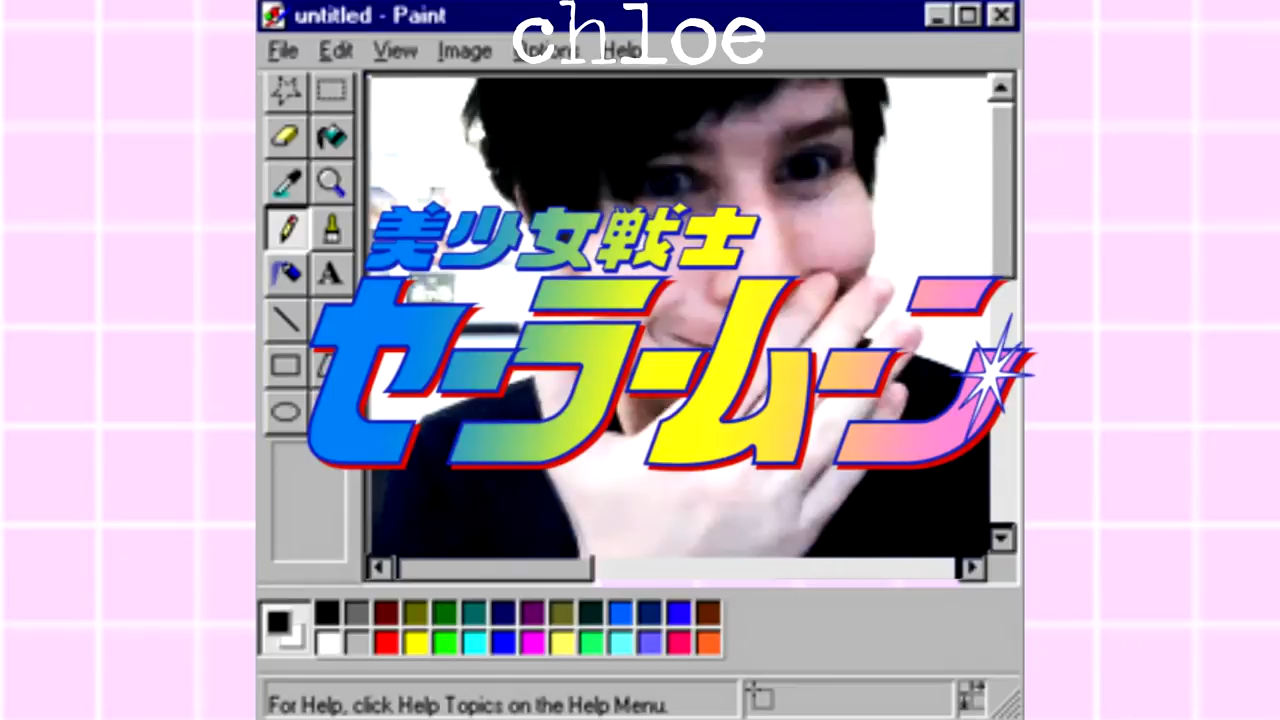 untitled - Paint
chloe
File Edit View Image Options Help
A
美少女戦士
セーラームーン
For Help, click Help Topics on the Help Menu.